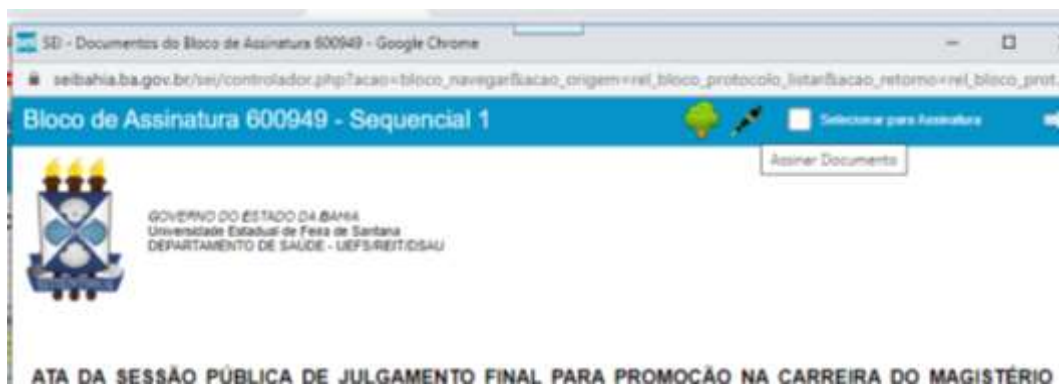 SEI - Documentos do Bloco de Assinatura 600949 - Google Chrome
seibahia.ba.gov.br/sei/controlador.php?acao=bloco_navegar&acao_origem=rel_bloco_protocolo_listar&acao_retorno=rel_bloco_prot
Bloco de Assinatura 600949 - Sequencial 1
Selecionar para Assinatura
Assinar Documento
GOVERNO DO ESTADO DA BAHIA
Universidade Estadual de Feira de Santana
DEPARTAMENTO DE SAÚDE - UEFS/REIT/DSAU
ATA DA SESSÃO PÚBLICA DE JULGAMENTO FINAL PARA PROMOÇÃO NA CARREIRA DO MAGISTÉRIO